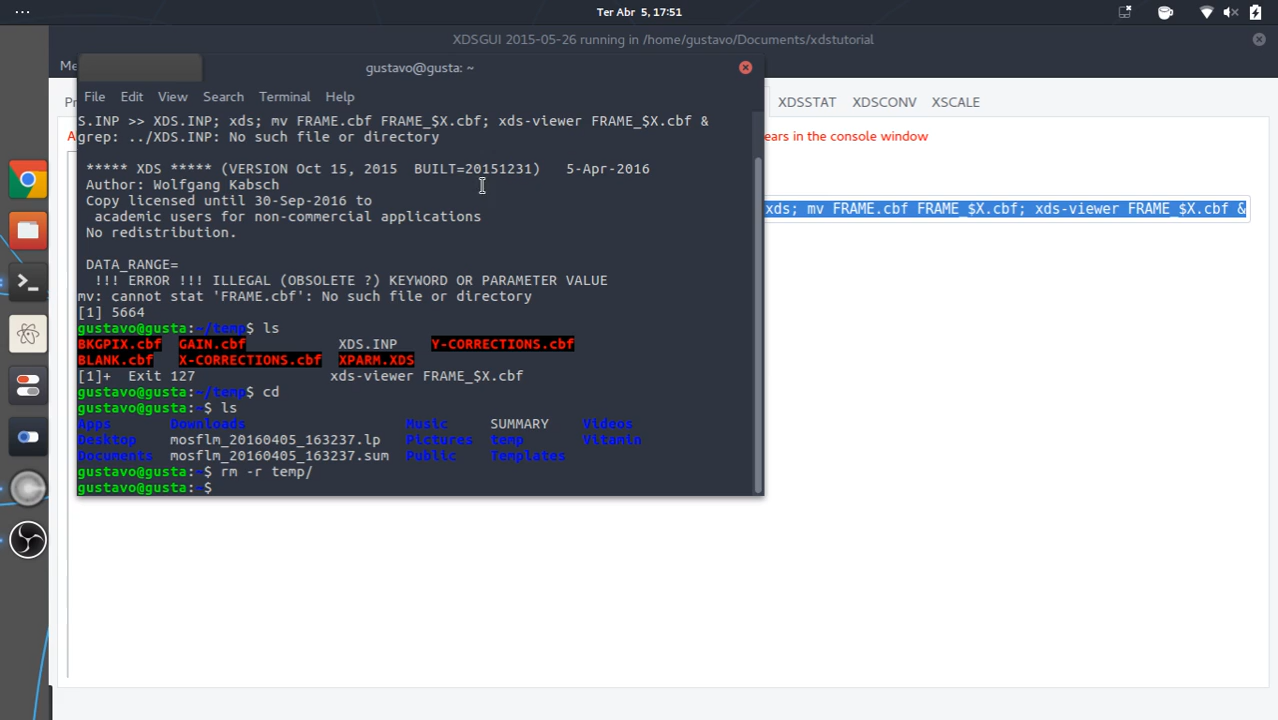 Ter Abr 5, 17:51
XDSGUI 2015-05-26 running in /home/gustavo/Documents/xdstutorial
gustavo@gusta: ~
File Edit View Search Terminal Help
XDSSTAT XDSCONV XSCALE
ears in the console window
xds; mv FRAME.cbf FRAME_$X.cbf; xds-viewer FRAME_$X.cbf &
S.INP >> XDS.INP; xds; mv FRAME.cbf FRAME_$X.cbf; xds-viewer FRAME_$X.cbf &
grep: ../XDS.INP: No such file or directory
***** XDS ***** (VERSION Oct 15, 2015 BUILT=20151231) 5-Apr-2016
Author: Wolfgang Kabsch
Copy licensed until 30-Sep-2016 to
academic users for non-commercial applications
No redistribution.
DATA_RANGE=
!!! ERROR !!! ILLEGAL (OBSOLETE ?) KEYWORD OR PARAMETER VALUE
mv: cannot stat 'FRAME.cbf': No such file or directory
[1] 5664
gustavo@gusta:~/temp$ ls
BKGPIX.cbf GAIN.cbf XDS.INP Y-CORRECTIONS.cbf
BLANK.cbf X-CORRECTIONS.cbf XPARM.XDS
[1]+ Exit 127 xds-viewer FRAME_$X.cbf
gustavo@gusta:~/temp$ cd
gustavo@gusta:~$ ls
Apps Downloads Music SUMMARY Videos
Desktop mosflm_20160405_163237.lp Pictures temp Vitamin
Documents mosflm_20160405_163237.sum Public Templates
gustavo@gusta:~$ rm -r temp/
gustavo@gusta:~$